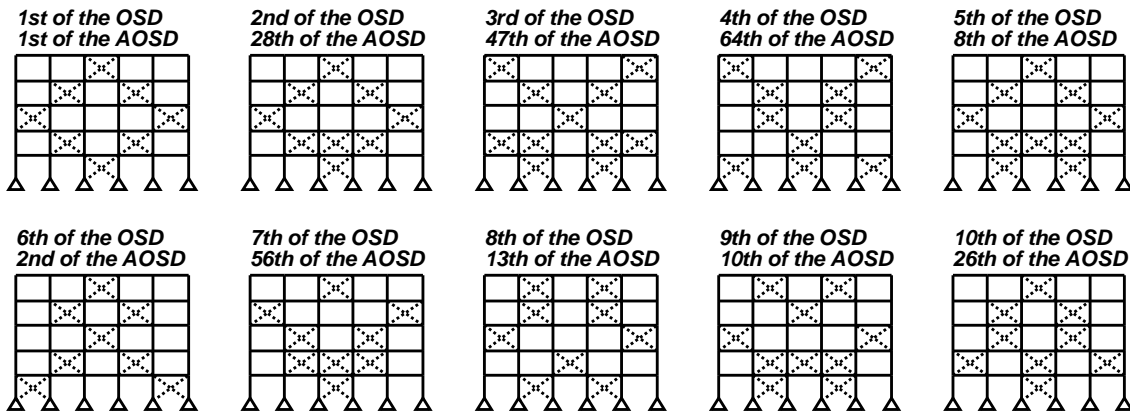 1st of the OSD
1st of the AOSD
2nd of the OSD
28th of the AOSD
3rd of the OSD
47th of the AOSD
4th of the OSD
64th of the AOSD
5th of the OSD
8th of the AOSD
6th of the OSD
2nd of the AOSD
7th of the OSD
56th of the AOSD
8th of the OSD
13th of the AOSD
9th of the OSD
10th of the AOSD
10th of the OSD
26th of the AOSD